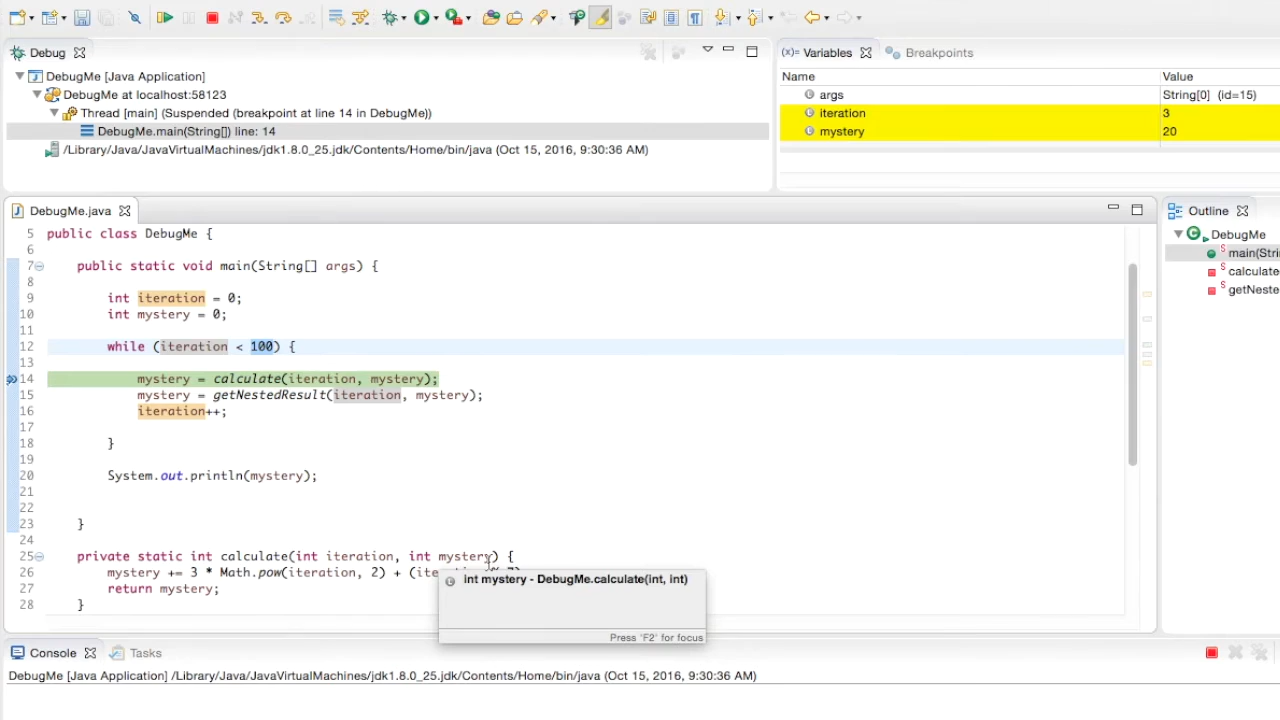 Debug
DebugMe [Java Application]
DebugMe at localhost:58123
Thread [main] (Suspended (breakpoint at line 14 in DebugMe))
DebugMe.main(String[]) line: 14
/Library/Java/JavaVirtualMachines/jdk1.8.0_25.jdk/Contents/Home/bin/java (Oct 15, 2016, 9:30:36 AM)
(x)= Variables
Breakpoints
Name Value
args String[0] (id=15)
iteration 3
mystery 20
DebugMe.java
5 public class DebugMe {
6
7 public static void main(String[] args) {
8
9 int iteration = 0;
10 int mystery = 0;
11
12 while (iteration < 100) {
13
14 mystery = calculate(iteration, mystery);
15 mystery = getNestedResult(iteration, mystery);
16 iteration++;
17
18 }
19
20 System.out.println(mystery);
21
22
23 }
24
25 private static int calculate(int iteration, int mystery) {
26 mystery += 3 * Math.pow(iteration, 2) + (ite
27 return mystery;
28 }
int mystery - DebugMe.calculate(int, int)
Press 'F2' for focus
Outline
DebugMe
main(Stri
calculate
getNeste
Console
Tasks
DebugMe [Java Application] /Library/Java/JavaVirtualMachines/jdk1.8.0_25.jdk/Contents/Home/bin/java (Oct 15, 2016, 9:30:36 AM)